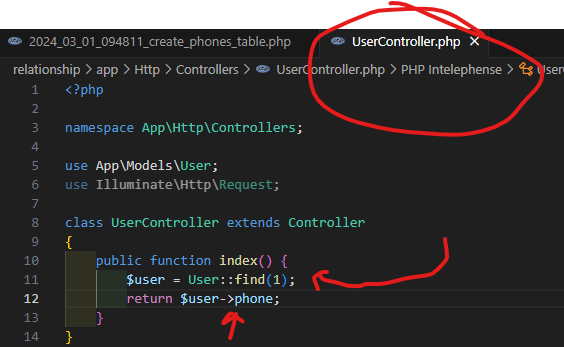 2024_03_01_094811_create_phones_table.php UserController.php ×
relationship > app > Http > Controllers > UserController.php > PHP Intelephense > User
1 <?php
2
3 namespace App\Http\Controllers;
4
5 use App\Models\User;
6 use Illuminate\Http\Request;
7
8 class UserController extends Controller
9 {
10 public function index() {
11 $user = User::find(1);
12 return $user->phone;
13 }
14 }